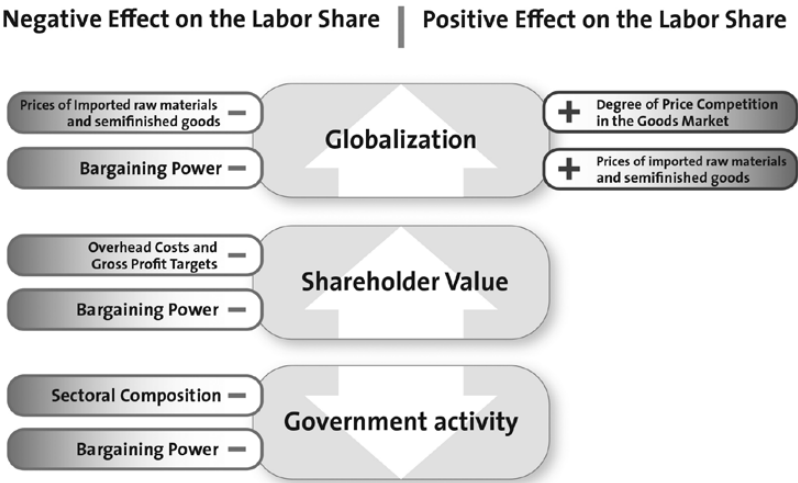 Negative Effect on the Labor Share
Positive Effect on the Labor Share
Prices of Imported raw materials
and semifinished goods −
Bargaining Power −
Globalization
+ Degree of Price Competition
in the Goods Market
+ Prices of imported raw materials
and semifinished goods
Overhead Costs and
Gross Profit Targets −
Bargaining Power −
Shareholder Value
Sectoral Composition −
Bargaining Power −
Government activity